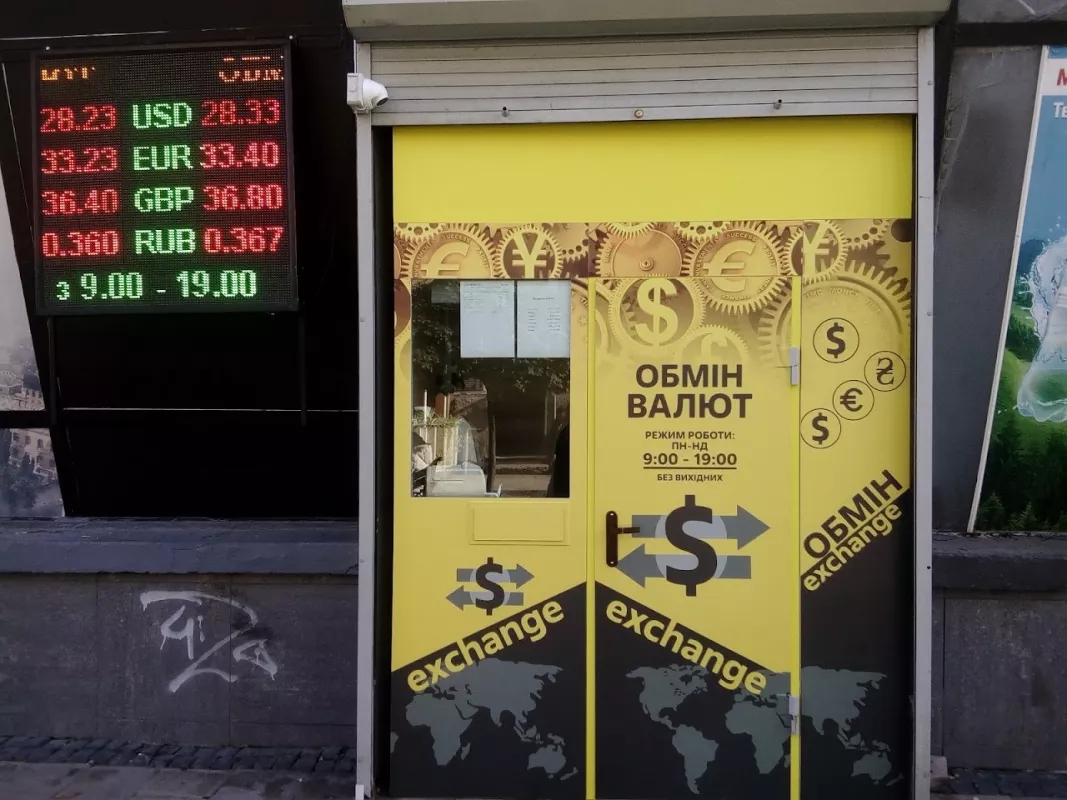 28.23 USD 28.33
33.23 EUR 33.40
36.40 GBP 36.80
0.360 RUB 0.367
з 9.00 - 19.00
ОБМІН
ВАЛЮТ
РЕЖИМ РОБОТИ:
ПН-НД
9:00 - 19:00
БЕЗ ВИХІДНИХ
exchange
exchange
ОБМІН
exchange